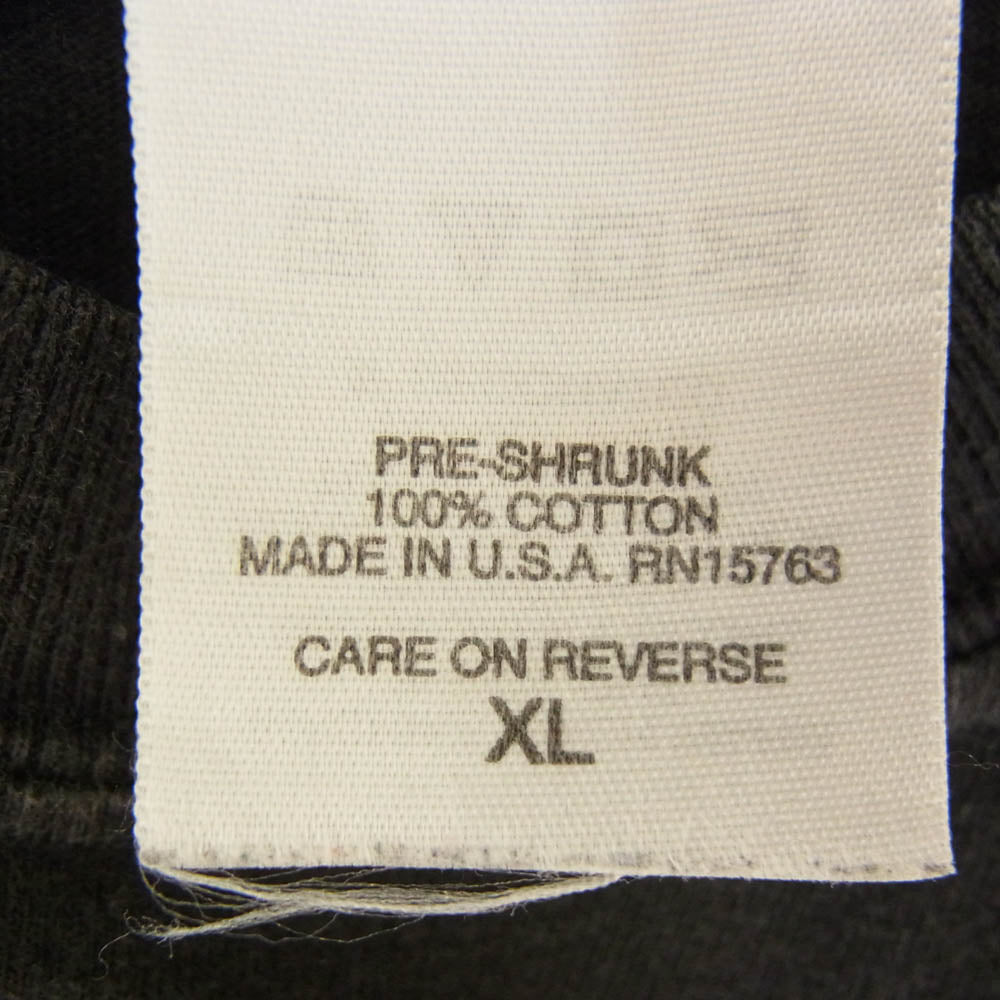 PRE-SHRUNK
100% COTTON
MADE IN U.S.A. RN15763
CARE ON REVERSE
XL